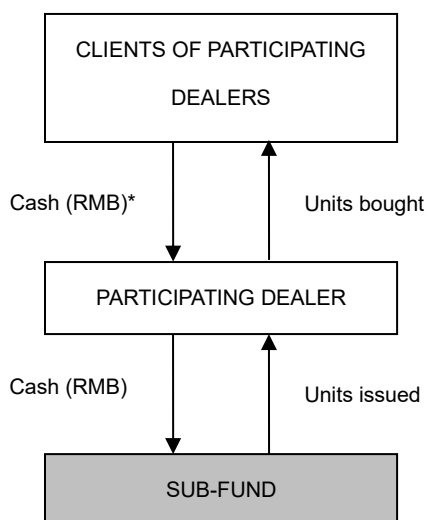 CLIENTS OF PARTICIPATING
DEALERS
Cash (RMB)*
Units bought
PARTICIPATING DEALER
Cash (RMB)
Units issued
SUB-FUND